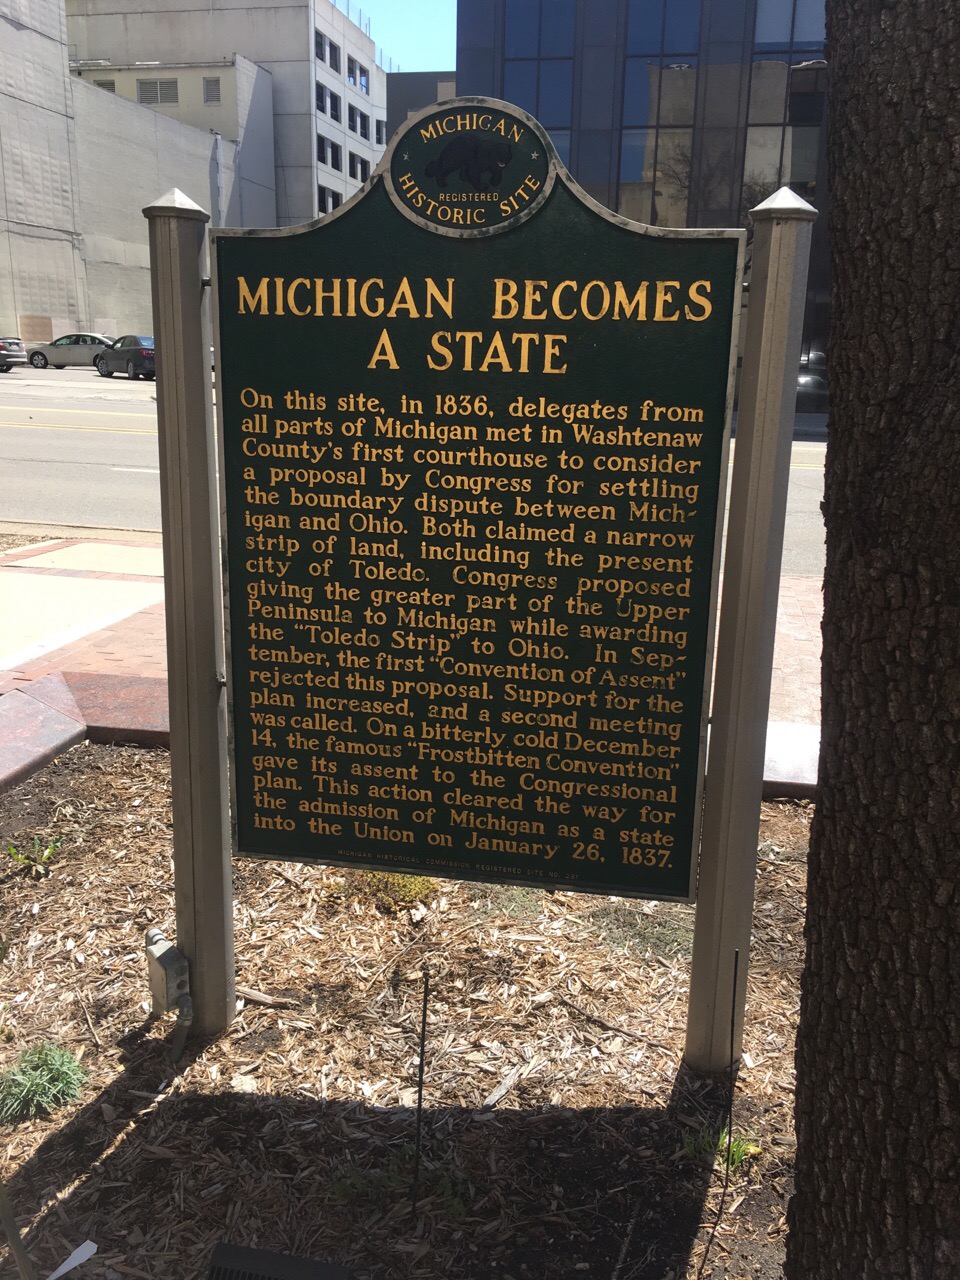 MICHIGAN
REGISTERED
HISTORIC SITE
MICHIGAN BECOMES
A STATE
On this site, in 1836, delegates from
all parts of Michigan met in Washtenaw
County's first courthouse to consider
a proposal by Congress for settling
the boundary dispute between Mich-
igan and Ohio. Both claimed a narrow
strip of land, including the present
city of Toledo. Congress proposed
giving the greater part of the Upper
Peninsula to Michigan while awarding
the "Toledo Strip" to Ohio. In Sep-
tember, the first "Convention of Assent"
rejected this proposal. Support for the
plan increased, and a second meeting
was called. On a bitterly cold December
14, the famous "Frostbitten Convention"
gave its assent to the Congressional
plan. This action cleared the way for
the admission of Michigan as a state
into the Union on January 26, 1837.
MICHIGAN HISTORICAL COMMISSION REGISTERED SITE NO.